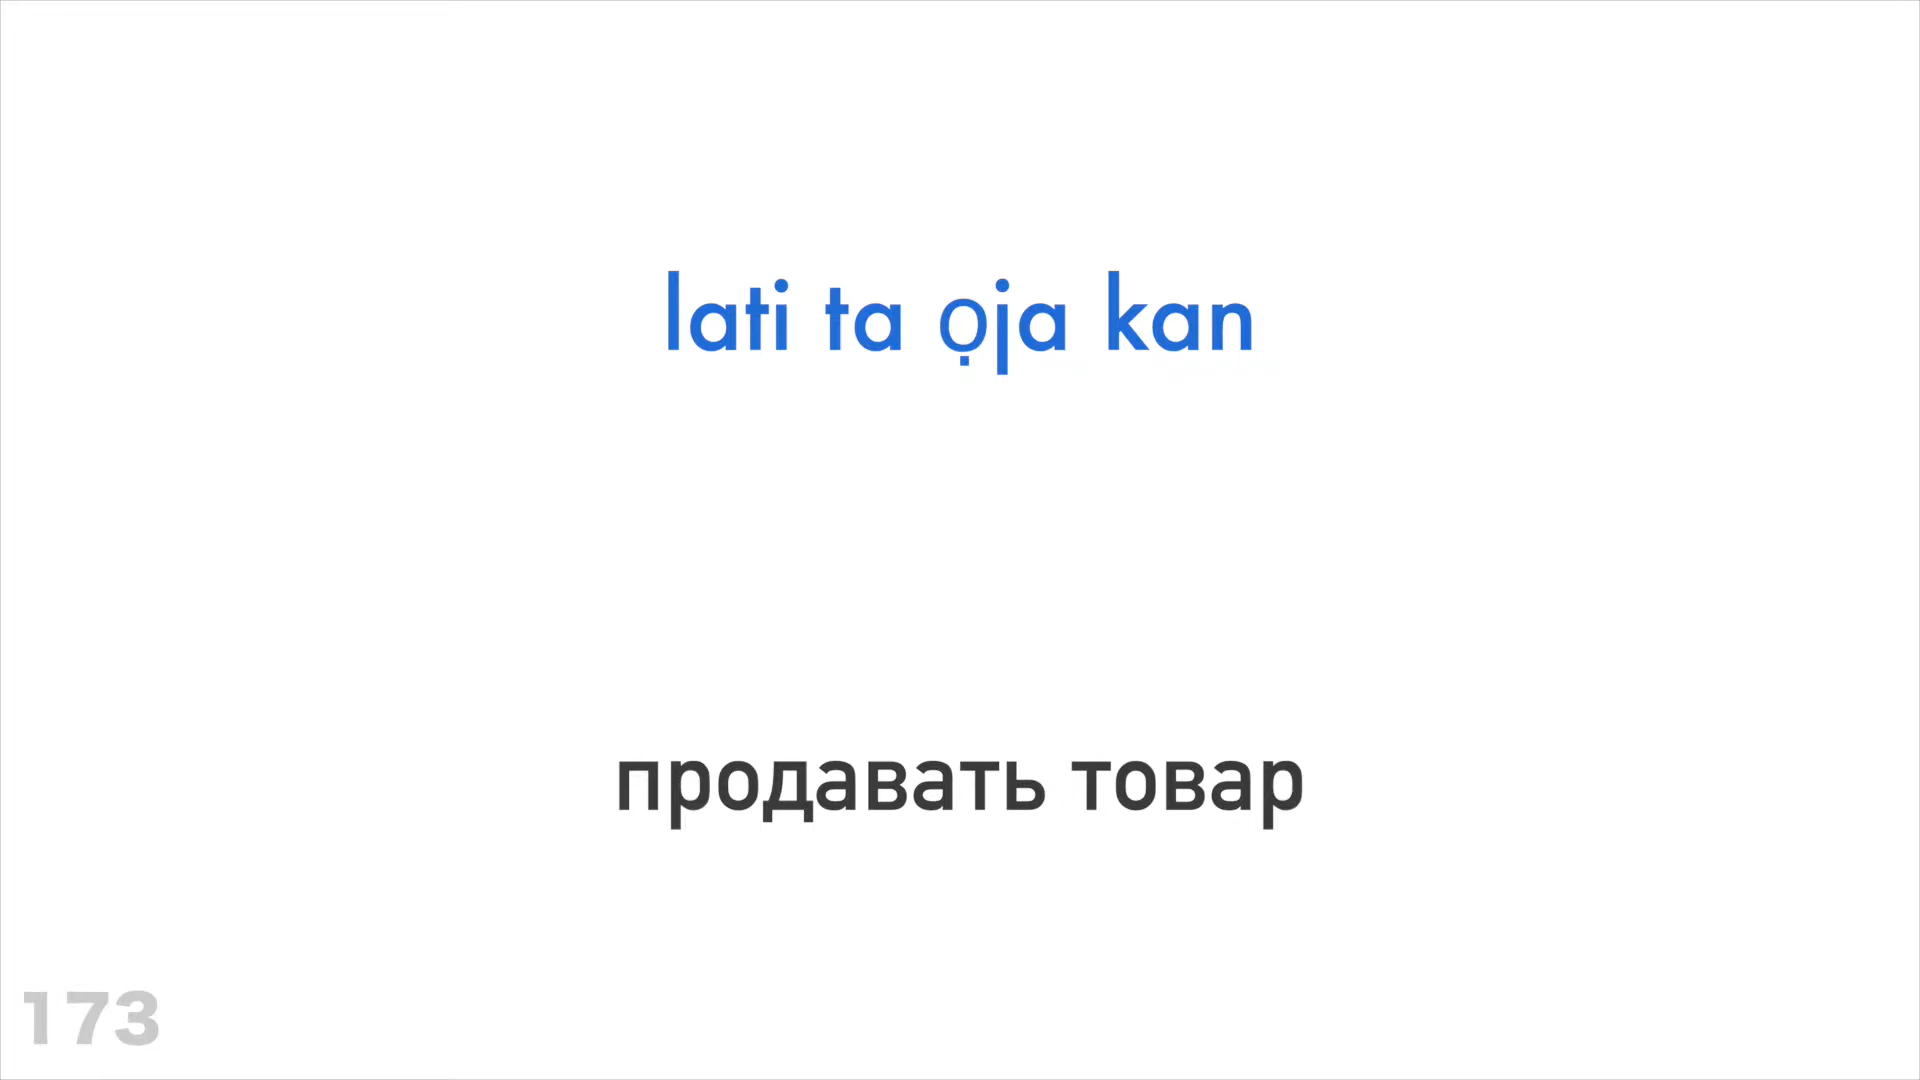 lati ta ọja kan
продавать товар
173